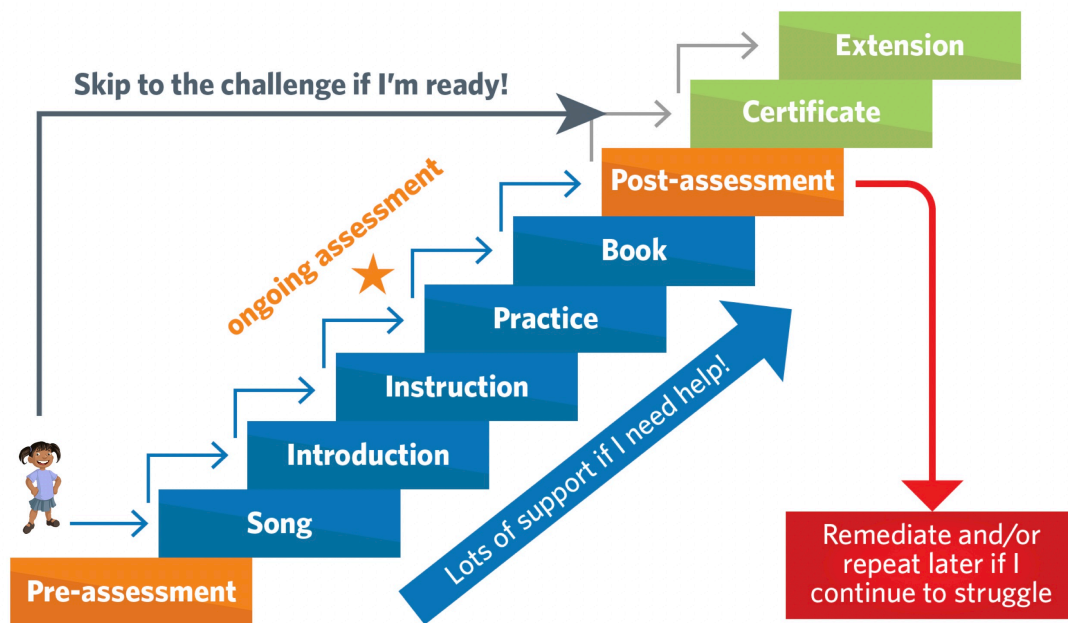 Extension
Skip to the challenge if I'm ready!
Certificate
Post-assessment
ongoing assessment
Book
Practice
Instruction
Lots of support if I need help!
Introduction
Song
Pre-assessment
Remediate and/or
repeat later if I
continue to struggle